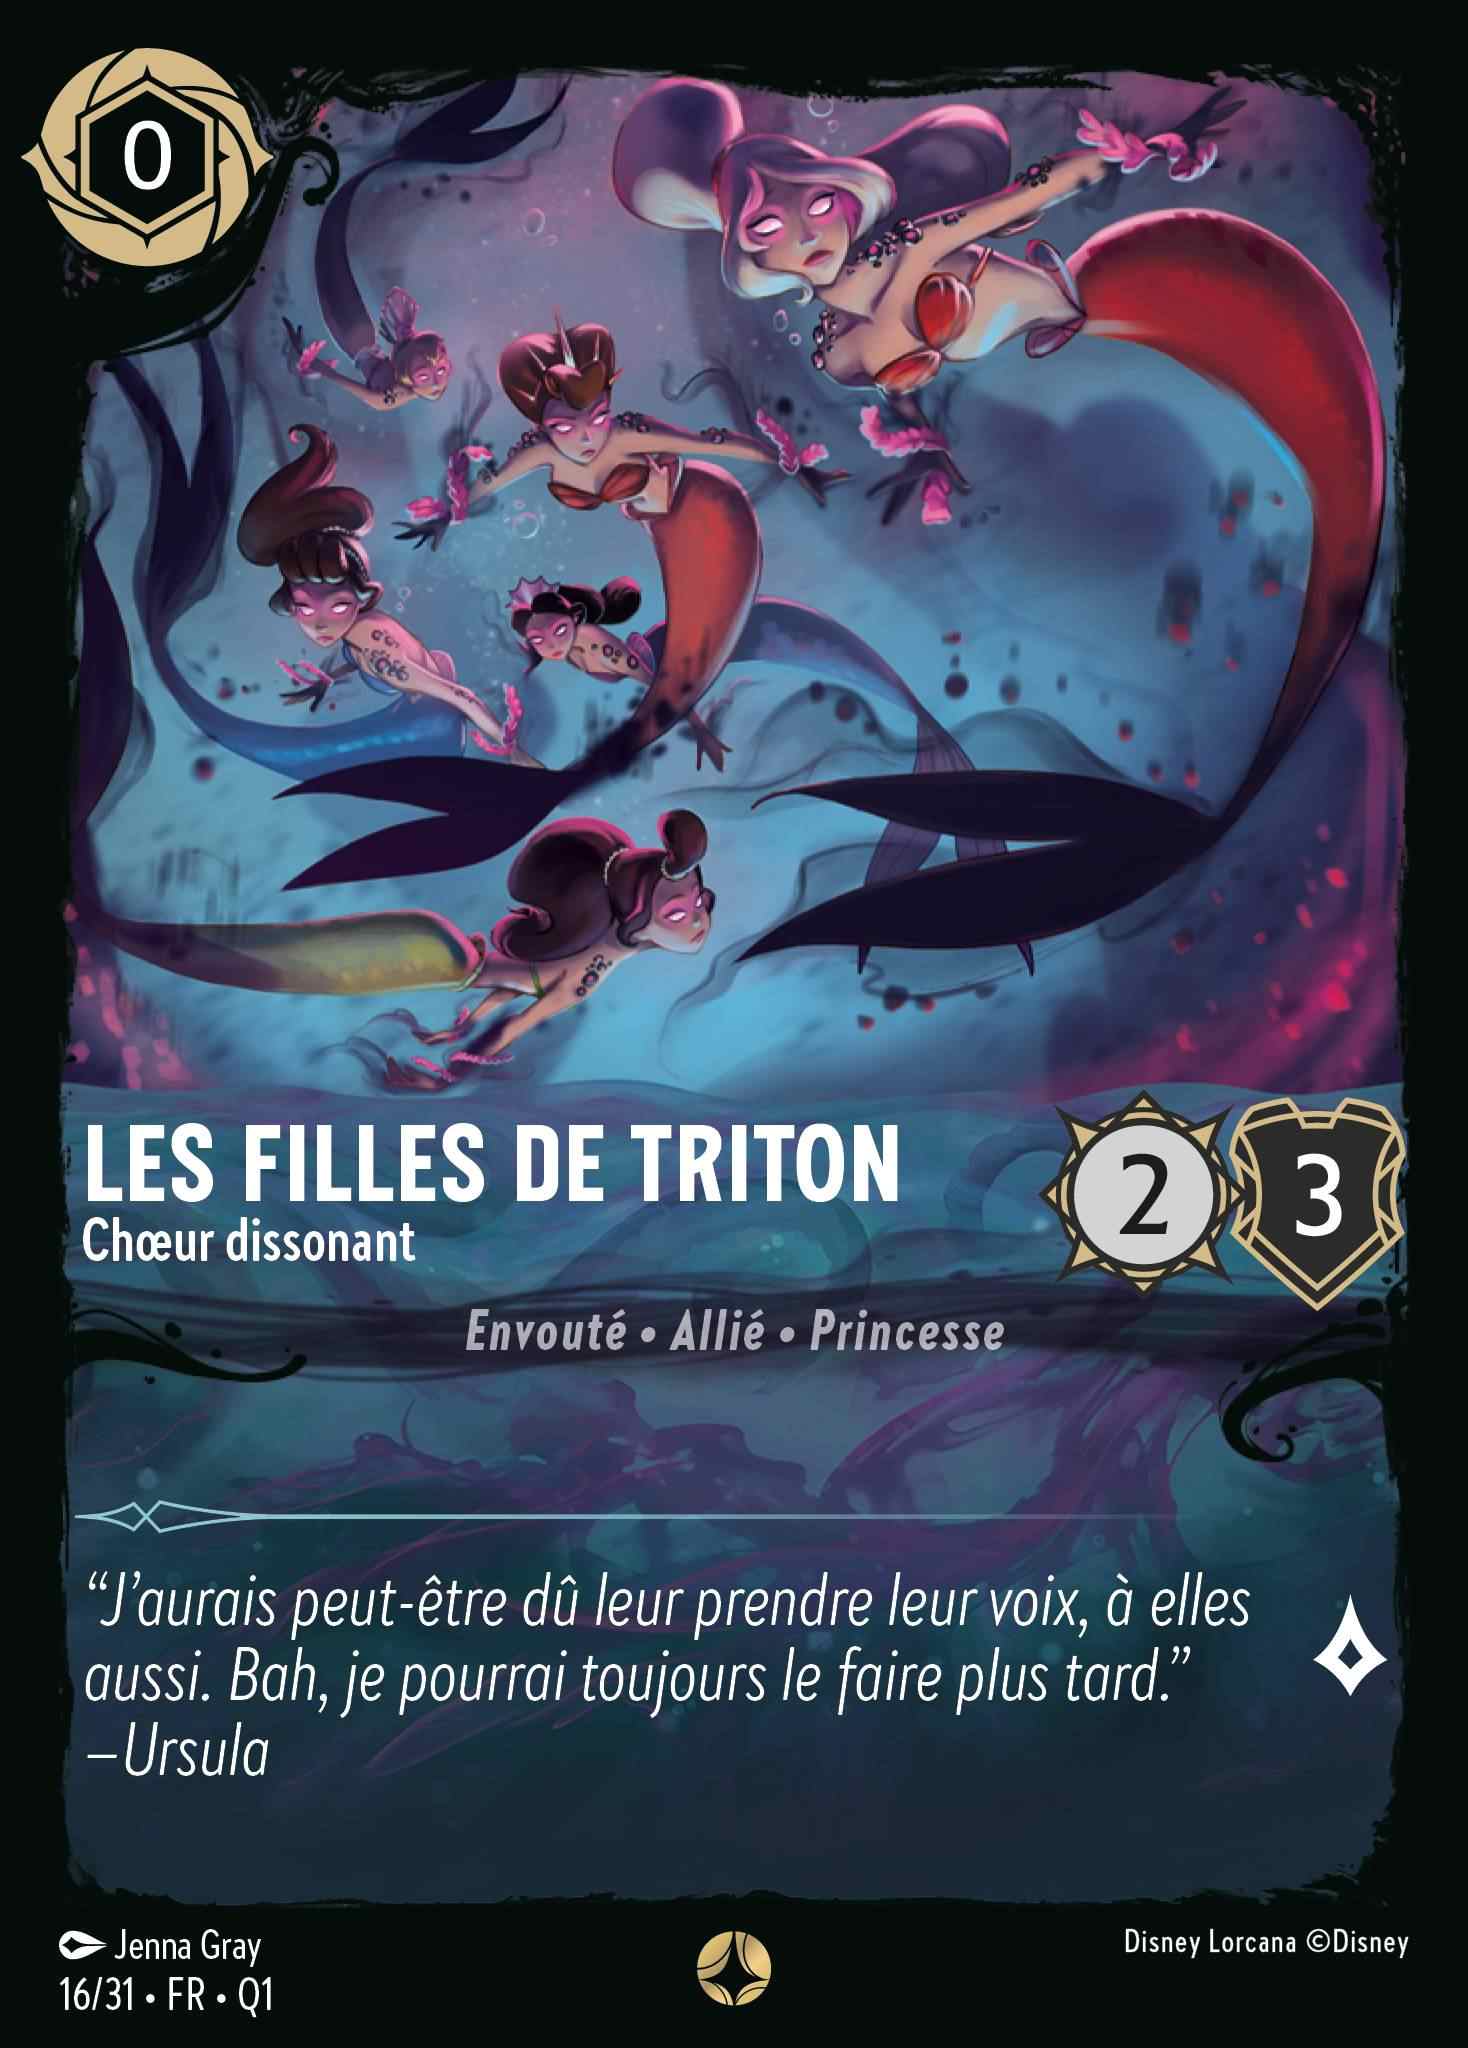 0
LES FILLES DE TRITON
Chœur dissonant
2
3
Envouté • Allié • Princesse
“J’aurais peut-être dû leur prendre leur voix, à elles
aussi. Bah, je pourrai toujours le faire plus tard.”
–Ursula
Jenna Gray
Disney Lorcana ©Disney
16/31 • FR • Q1